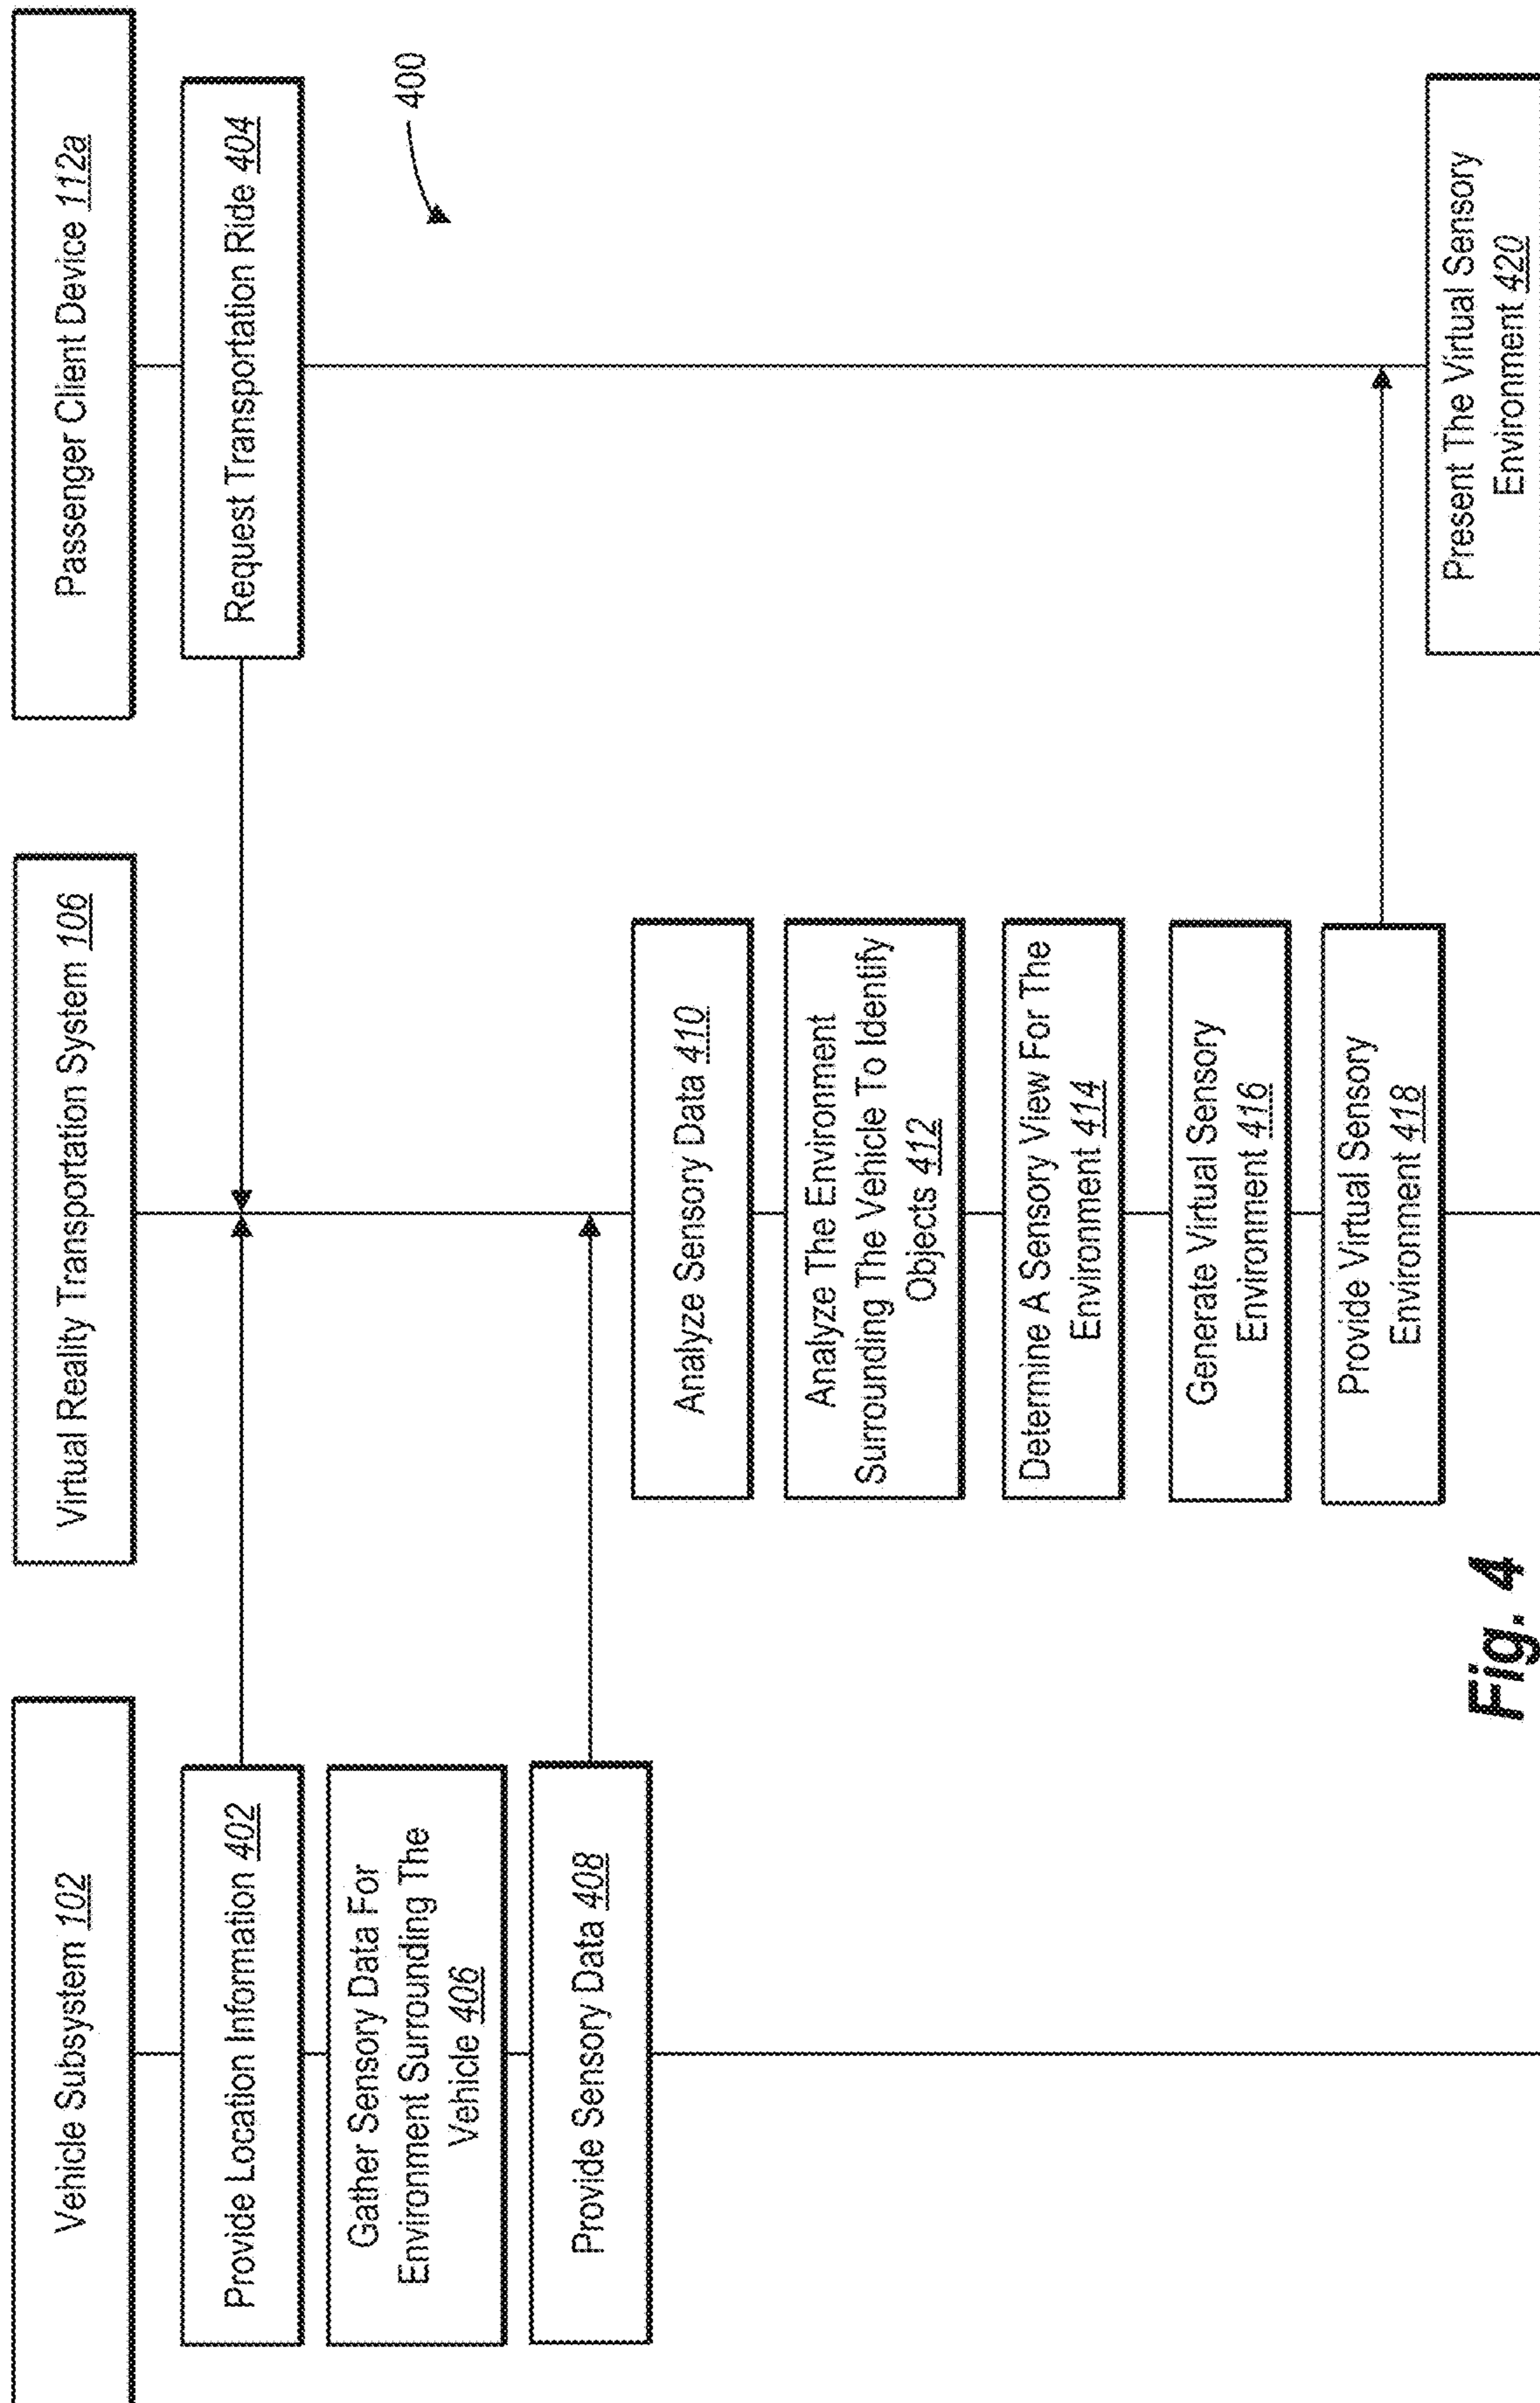 Vehicle Subsystem 102
Virtual Reality Transportation System 106
Passenger Client Device 112a
Provide Location Information 402
Request Transportation Ride 404
400
Gather Sensory Data For
Environment Surrounding The
Vehicle 406
Provide Sensory Data 408
Analyze Sensory Data 410
Analyze The Environment
Surrounding The Vehicle To Identify
Objects 412
Determine A Sensory View For The
Environment 414
Generate Virtual Sensory
Environment 416
Provide Virtual Sensory
Environment 418
Present The Virtual Sensory
Environment 420
Fig. 4